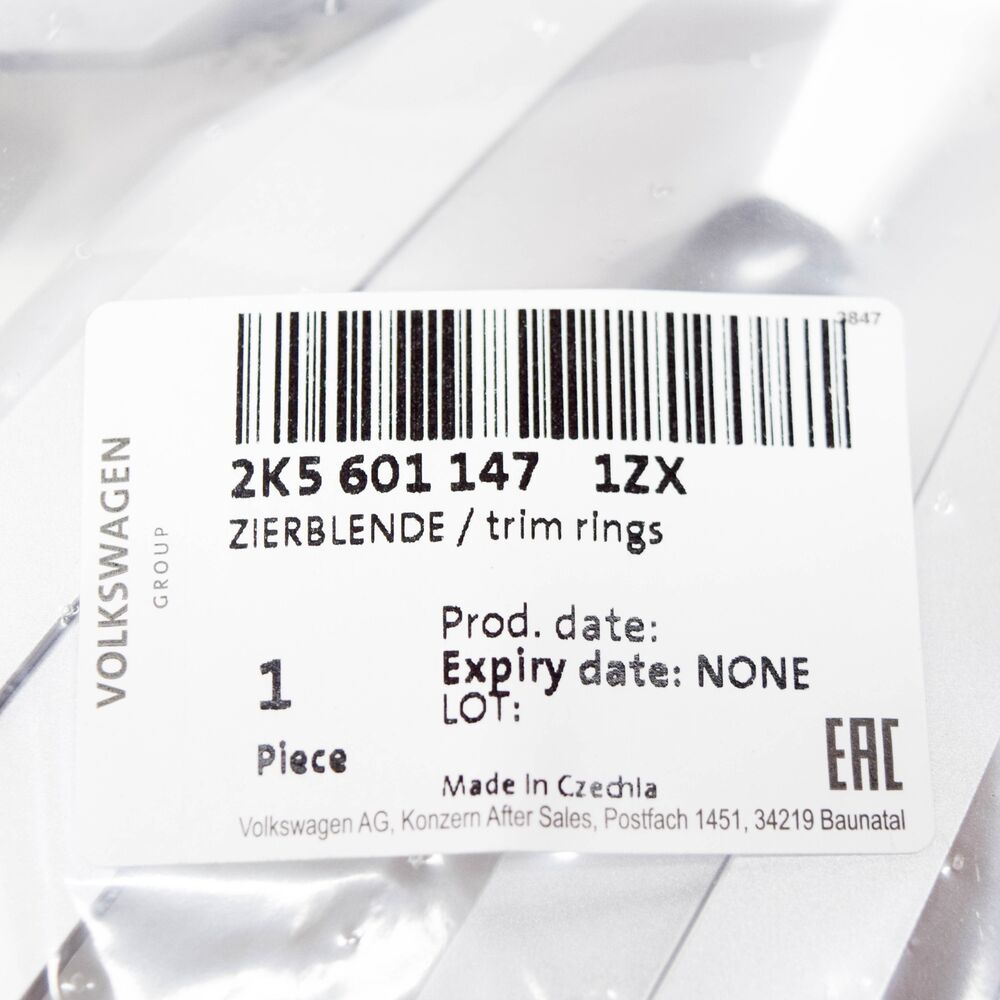 3847
2K5 601 147 1ZX
ZIERBLENDE / trim rings
VOLKSWAGEN
GROUP
Prod. date:
Expiry date: NONE
LOT:
1
Piece
EAC
Made In Czechia
Volkswagen AG, Konzern After Sales, Postfach 1451, 34219 Baunatal